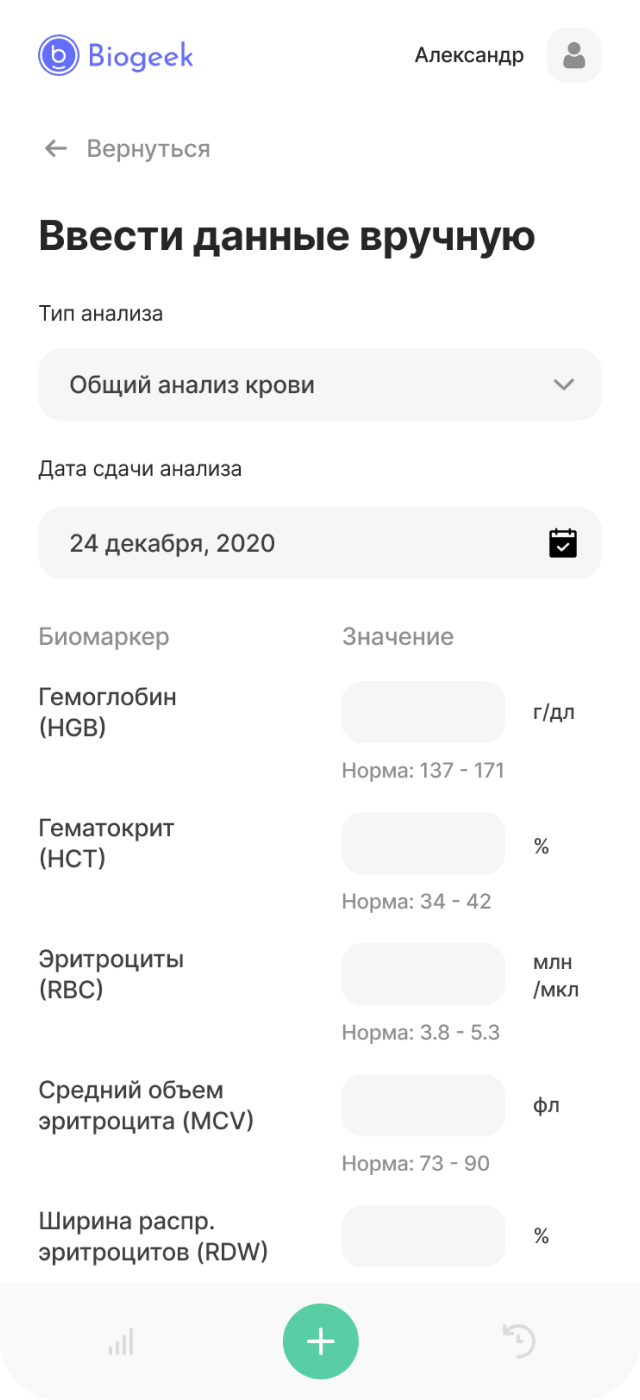 Biogeek
Александр
Вернуться
Ввести данные вручную
Тип анализа
Общий анализ крови
Дата сдачи анализа
24 декабря, 2020
Биомаркер Значение
Гемоглобин
(HGB)
г/дл
Норма: 137 - 171
Гематокрит
(HCT)
%
Норма: 34 - 42
Эритроциты
(RBC)
млн
/мкл
Норма: 3.8 - 5.3
Средний объем
эритроцита (MCV)
фл
Норма: 73 - 90
Ширина распр.
эритроцитов (RDW)
%